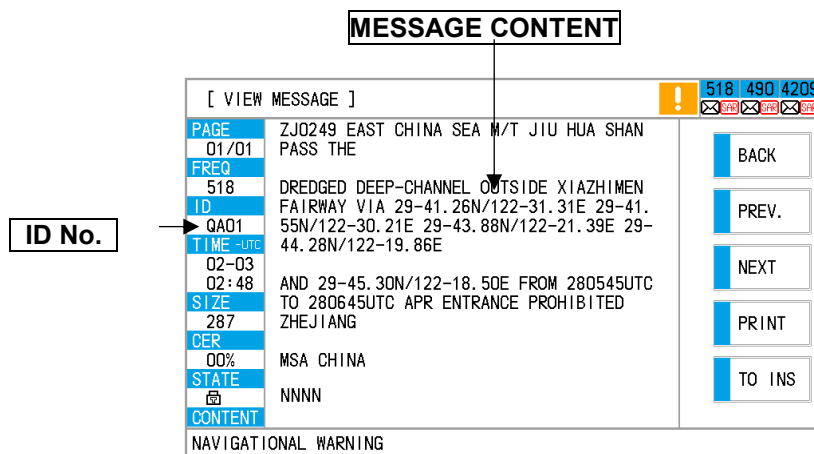 MESSAGE CONTENT
[ VIEW MESSAGE ]
!
518 490 4209
SAR SAR SAR
PAGE
01/01
FREQ
518
ID
QA01
TIME -UTC
02-03
02:48
SIZE
287
CER
00%
STATE
CONTENT
ID No.
ZJ0249 EAST CHINA SEA M/T JIU HUA SHAN
PASS THE
DREDGED DEEP-CHANNEL OUTSIDE XIAZHIMEN
FAIRWAY VIA 29-41.26N/122-31.31E 29-41.
55N/122-30.21E 29-43.88N/122-21.39E 29-
44.28N/122-19.86E
AND 29-45.30N/122-18.50E FROM 280545UTC
TO 280645UTC APR ENTRANCE PROHIBITED
ZHEJIANG
MSA CHINA
NNNN
BACK
PREV.
NEXT
PRINT
TO INS
NAVIGATIONAL WARNING